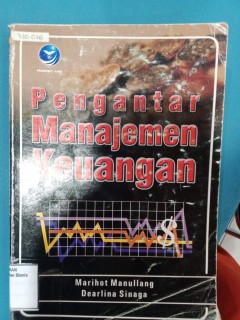 Pengantar
Manajemen
Keuangan
$
Marihot Manullang
Dearlina Sinaga